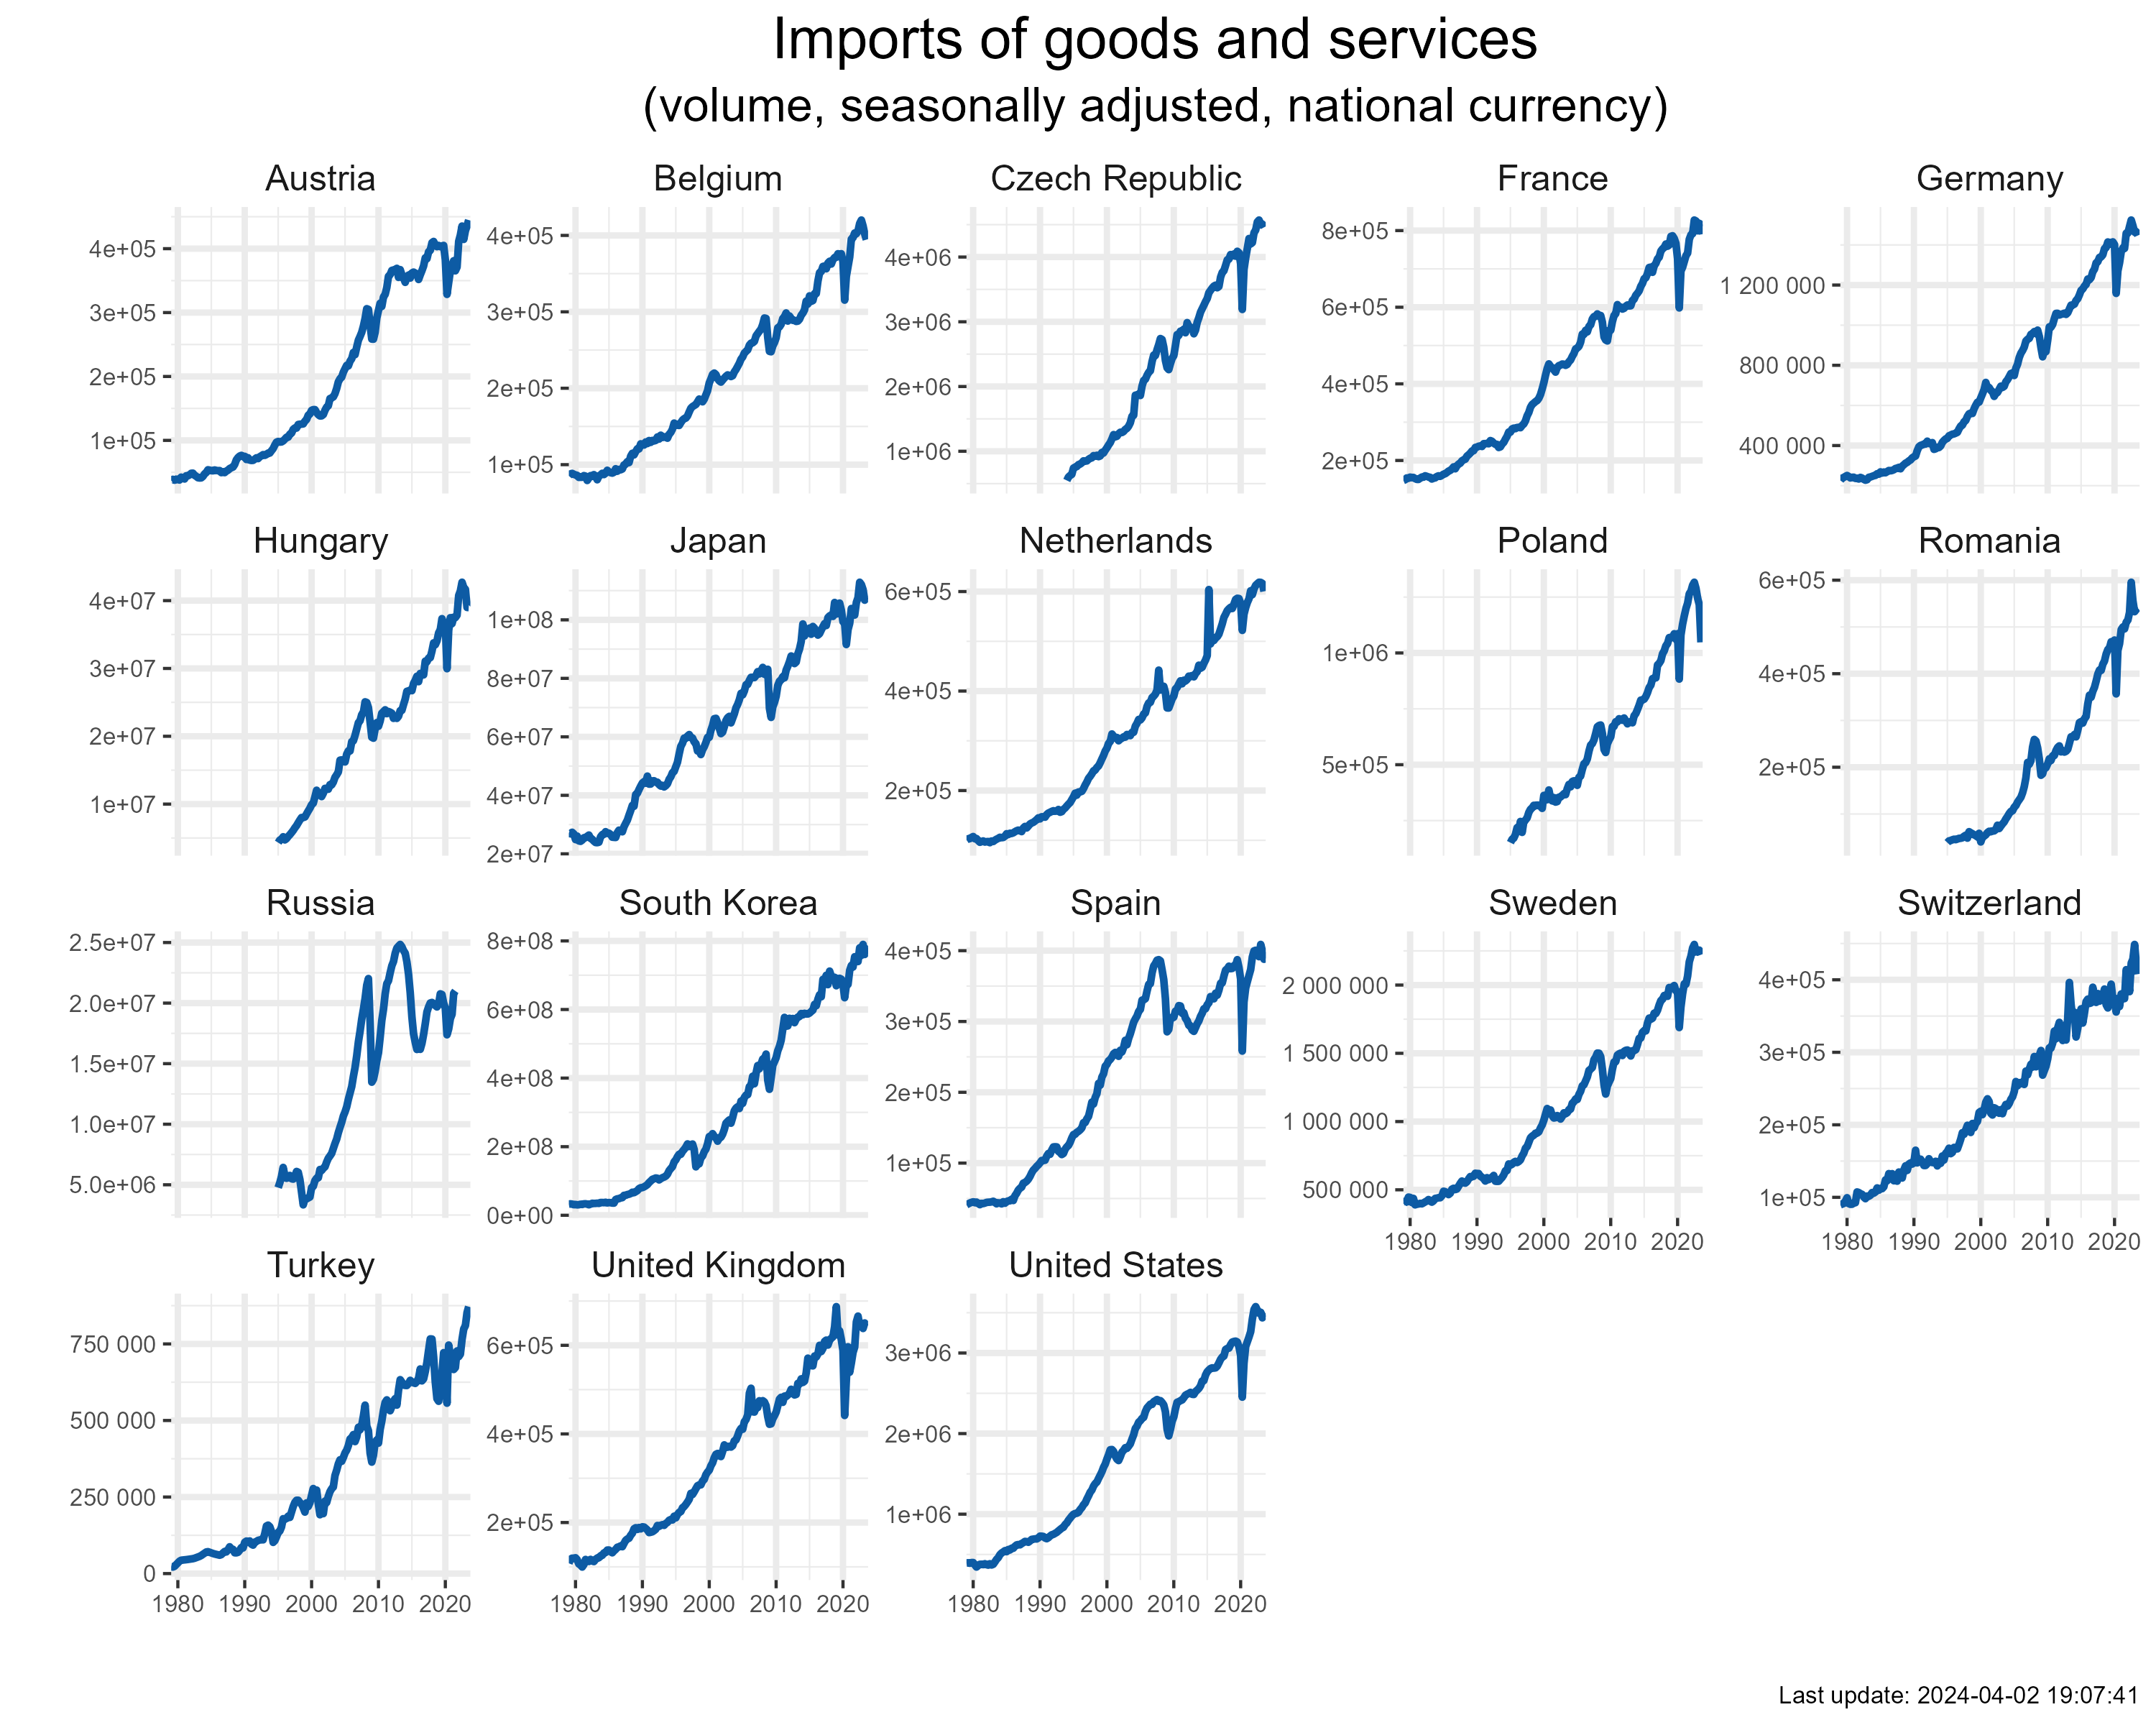 Imports of goods and services
(volume, seasonally adjusted, national currency)
Austria Belgium Czech Republic France Germany
4e+05 3e+05 2e+05 1e+05
4e+05 3e+05 2e+05 1e+05
4e+06 3e+06 2e+06 1e+06
8e+05 6e+05 4e+05 2e+05
1 200 000 800 000 400 000
Hungary Japan Netherlands Poland Romania
4e+07 3e+07 2e+07 1e+07
1e+08 8e+07 6e+07 4e+07 2e+07
6e+05 4e+05 2e+05
1e+06 5e+05
6e+05 4e+05 2e+05
Russia South Korea Spain Sweden Switzerland
2.5e+07 2.0e+07 1.5e+07 1.0e+07 5.0e+06
8e+08 6e+08 4e+08 2e+08 0e+00
4e+05 3e+05 2e+05 1e+05
2 000 000 1 500 000 1 000 000 500 000
4e+05 3e+05 2e+05 1e+05
1980 1990 2000 2010 2020
1980 1990 2000 2010 2020
Turkey United Kingdom United States
750 000 500 000 250 000 0
6e+05 4e+05 2e+05
3e+06 2e+06 1e+06
1980 1990 2000 2010 2020
1980 1990 2000 2010 2020
1980 1990 2000 2010 2020
Last update: 2024-04-02 19:07:41